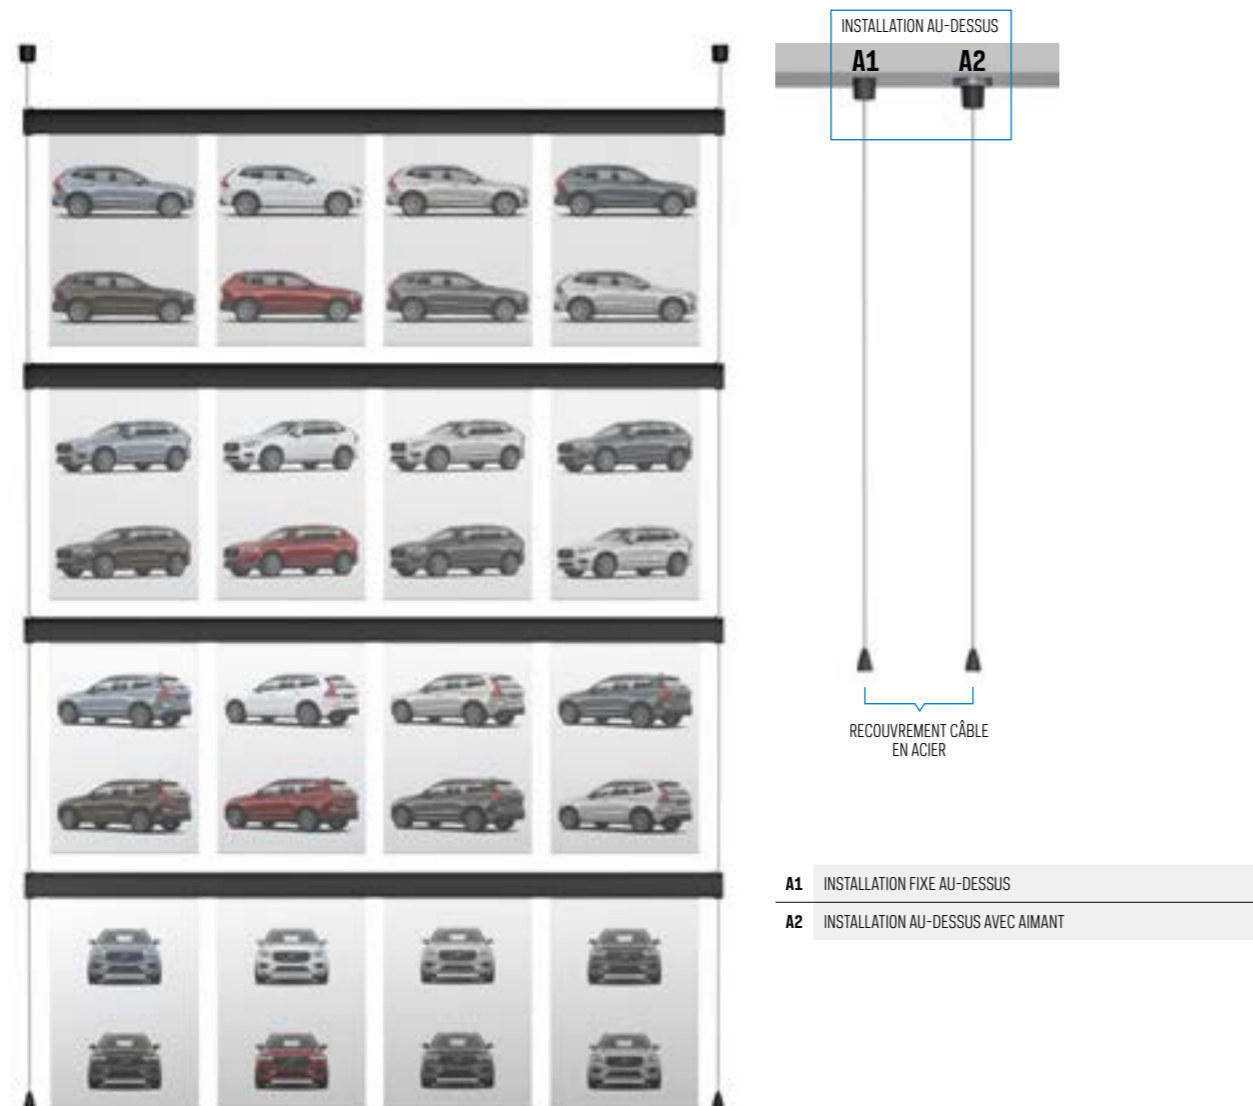 INSTALLATION AU-DESSUS
A1 A2
RECOUVREMENT CÂBLE
EN ACIER
A1 INSTALLATION FIXE AU-DESSUS
A2 INSTALLATION AU-DESSUS AVEC AIMANT